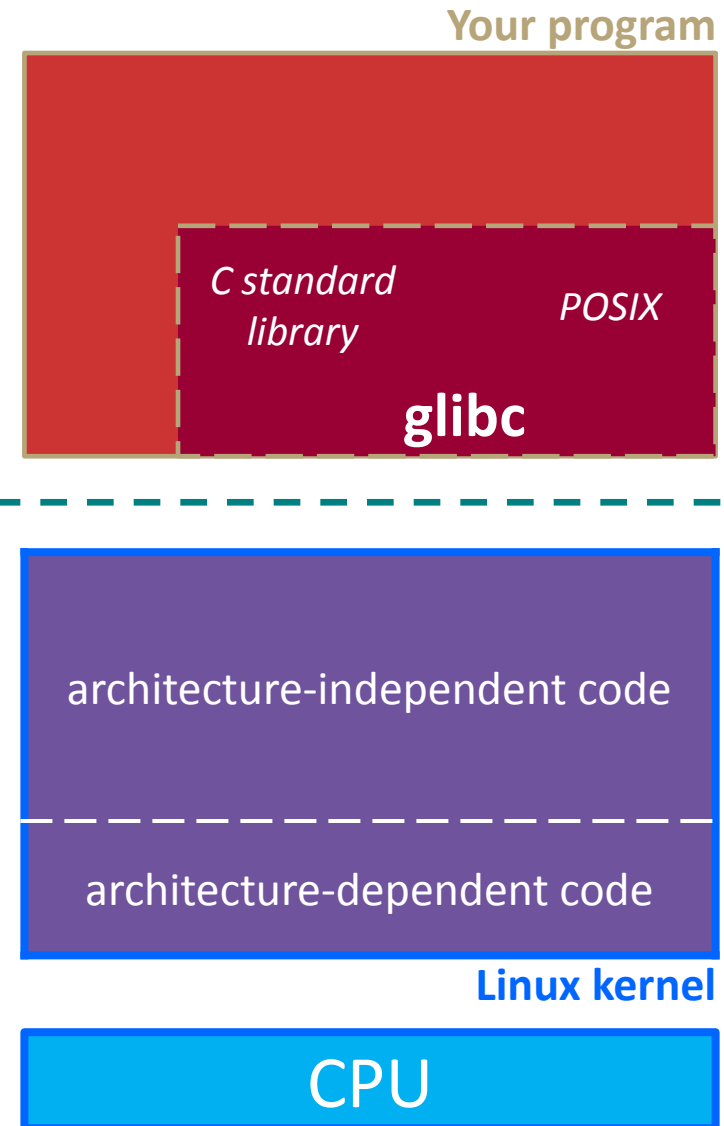 Your program
C standard
library
POSIX
glibc
architecture-independent code
architecture-dependent code
Linux kernel
CPU